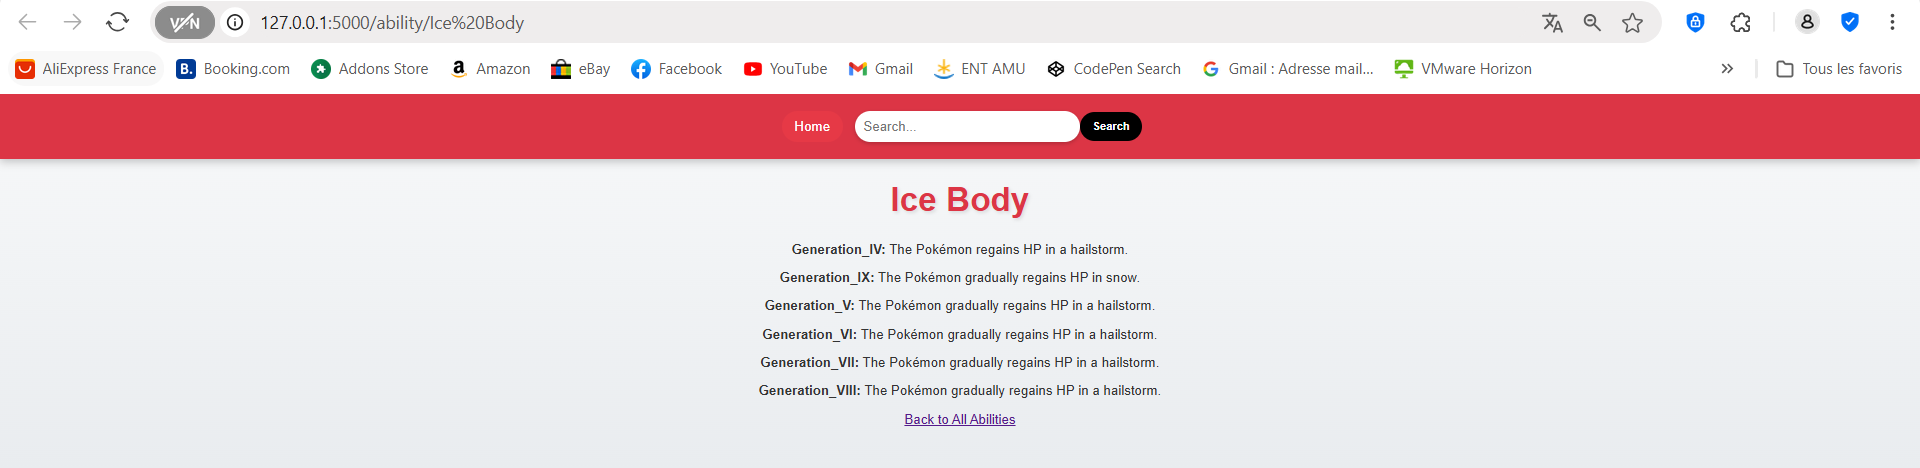 VPN 127.0.0.1:5000/ability/Ice%20Body
AliExpress France B. Booking.com Addons Store a Amazon eBay Facebook YouTube Gmail ENT AMU CodePen Search G Gmail : Adresse mail... VMware Horizon » Tous les favoris
Home Search... Search
Ice Body
Generation_IV: The Pokémon regains HP in a hailstorm.
Generation_IX: The Pokémon gradually regains HP in snow.
Generation_V: The Pokémon gradually regains HP in a hailstorm.
Generation_VI: The Pokémon gradually regains HP in a hailstorm.
Generation_VII: The Pokémon gradually regains HP in a hailstorm.
Generation_VIII: The Pokémon gradually regains HP in a hailstorm.
Back to All Abilities